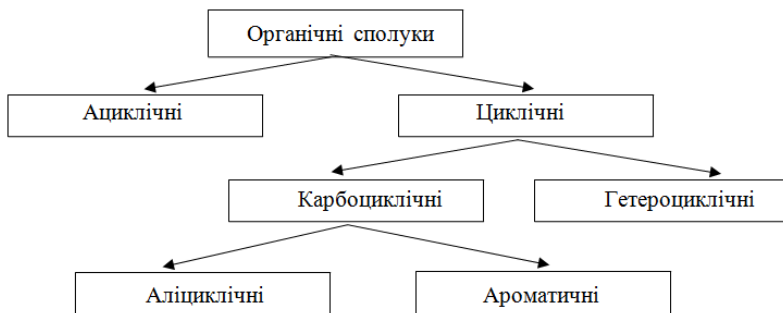 Органічні сполуки
Ациклічні
Циклічні
Карбоциклічні
Гетероциклічні
Аліциклічні
Ароматичні